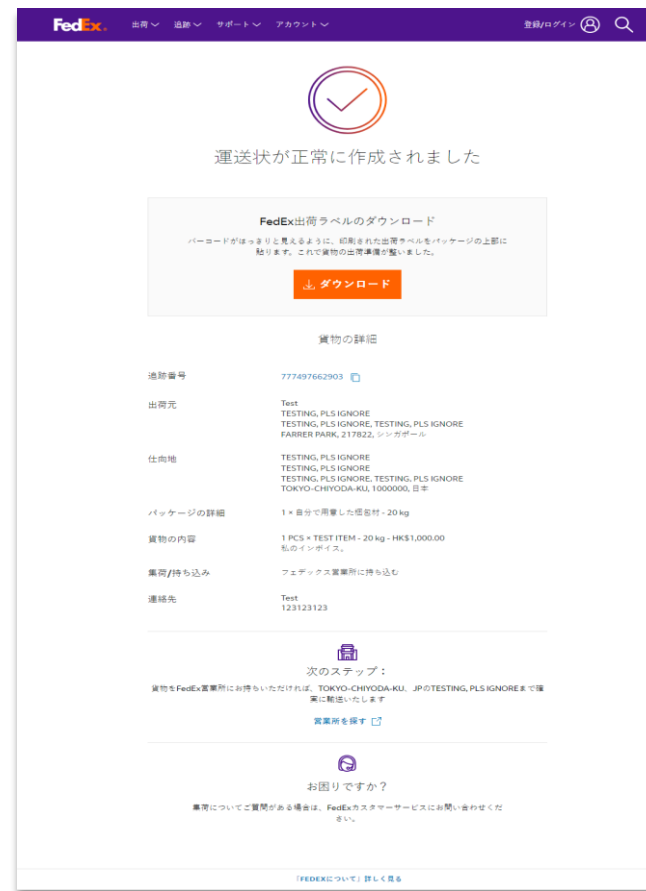 FedEx. 出荷 追跡 サポート アカウント 登録/ログイン
運送状が正常に作成されました
FedEx出荷ラベルのダウンロード
バーコードがはっきりと見えるように、印刷された出荷ラベルをパッケージの上部に
貼ります。これで貨物の出荷準備が整いました。
ダウンロード
貨物の詳細
追跡番号 777497662903
出荷元 Test
TESTING, PLS IGNORE
TESTING, PLS IGNORE, TESTING, PLS IGNORE
FARRER PARK, 217822, シンガポール
仕向地 TESTING, PLS IGNORE
TESTING, PLS IGNORE
TESTING, PLS IGNORE, TESTING, PLS IGNORE
TOKYO-CHIYODA-KU, 1000000, 日本
パッケージの詳細 1 × 自分で用意した梱包材 - 20 kg
貨物の内容 1 PCS × TEST ITEM - 20 kg - HK$1,000.00
私のインボイス。
集荷/持ち込み フェデックス営業所に持ち込む
連絡先 Test
123123123
次のステップ：
貨物をFedEx営業所にお持ちいただければ、TOKYO-CHIYODA-KU、JPのTESTING, PLS IGNOREまで確
実に輸送いたします
営業所を探す
お困りですか？
集荷についてご質問がある場合は、FedExカスタマーサービスにお問い合わせくだ
さい。
「FEDEXについて」詳しく見る